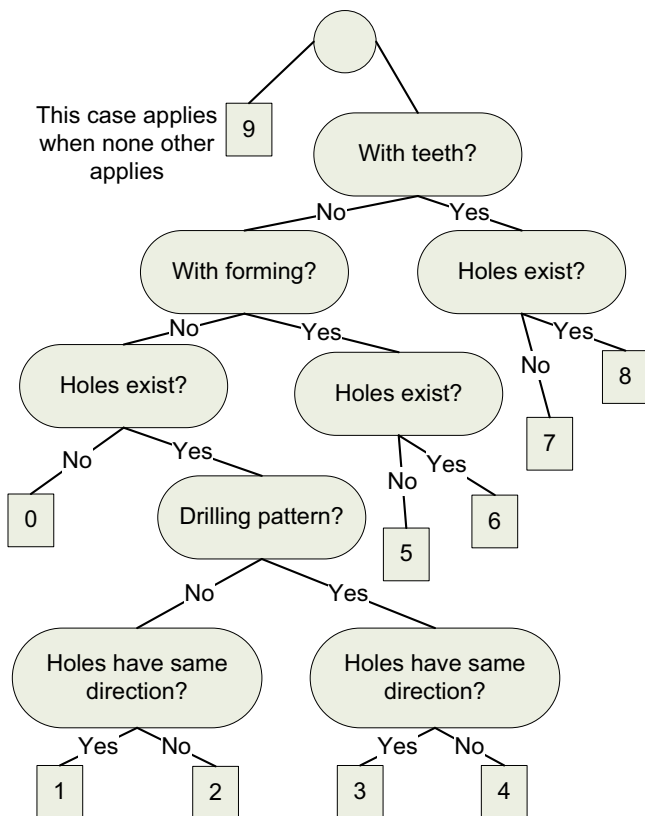 This case applies
when none other
applies
9
With teeth?
No
Yes
With forming?
Holes exist?
No
Yes
No
Yes
8
7
Holes exist?
Holes exist?
No
Yes
No
Yes
0
6
5
Drilling pattern?
No
Yes
Holes have same
direction?
Holes have same
direction?
Yes
No
Yes
No
1
2
3
4